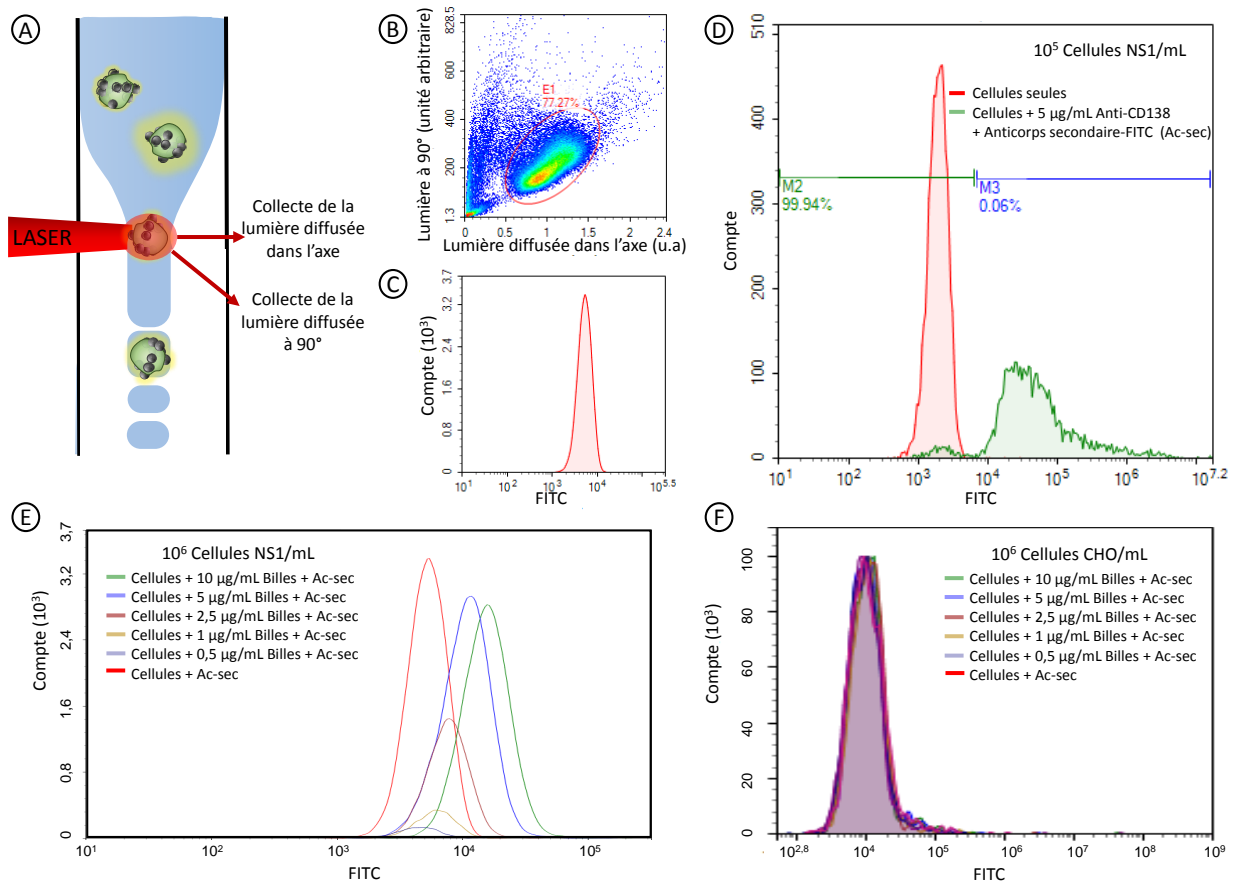 A
LASER
Collecte de la
lumière diffusée
dans l’axe
Collecte de la
lumière diffusée
à 90°
B
Lumière à 90° (unité arbitraire)
828.5
600
400
200
1.3
E1
77.27%
0
0.5
1
1.5
2
2.4
Lumière diffusée dans l’axe (u.a)
C
Compte (10³)
3.7
3.2
2.4
1.6
0.8
0
10¹
10²
10³
10⁴
10⁵·⁵
FITC
D
10⁵ Cellules NS1/mL
Cellules seules
Cellules + 5 µg/mL Anti-CD138
+ Anticorps secondaire-FITC (Ac-sec)
Compte
510
400
300
200
100
0
M2
99.94%
M3
0.06%
10¹
10²
10³
10⁴
10⁵
10⁶
10⁷·²
FITC
E
10⁶ Cellules NS1/mL
Cellules + 10 µg/mL Billes + Ac-sec
Cellules + 5 µg/mL Billes + Ac-sec
Cellules + 2,5 µg/mL Billes + Ac-sec
Cellules + 1 µg/mL Billes + Ac-sec
Cellules + 0,5 µg/mL Billes + Ac-sec
Cellules + Ac-sec
Compte (10³)
3,7
3.2
2.4
1.6
0.8
0
10¹
10²
10³
10⁴
10⁵
FITC
F
10⁶ Cellules CHO/mL
Cellules + 10 µg/mL Billes + Ac-sec
Cellules + 5 µg/mL Billes + Ac-sec
Cellules + 2,5 µg/mL Billes + Ac-sec
Cellules + 1 µg/mL Billes + Ac-sec
Cellules + 0,5 µg/mL Billes + Ac-sec
Cellules + Ac-sec
Compte (10³)
100
80
60
40
20
0
10²·⁸
10⁴
10⁵
10⁶
10⁷
10⁸
10⁹
FITC